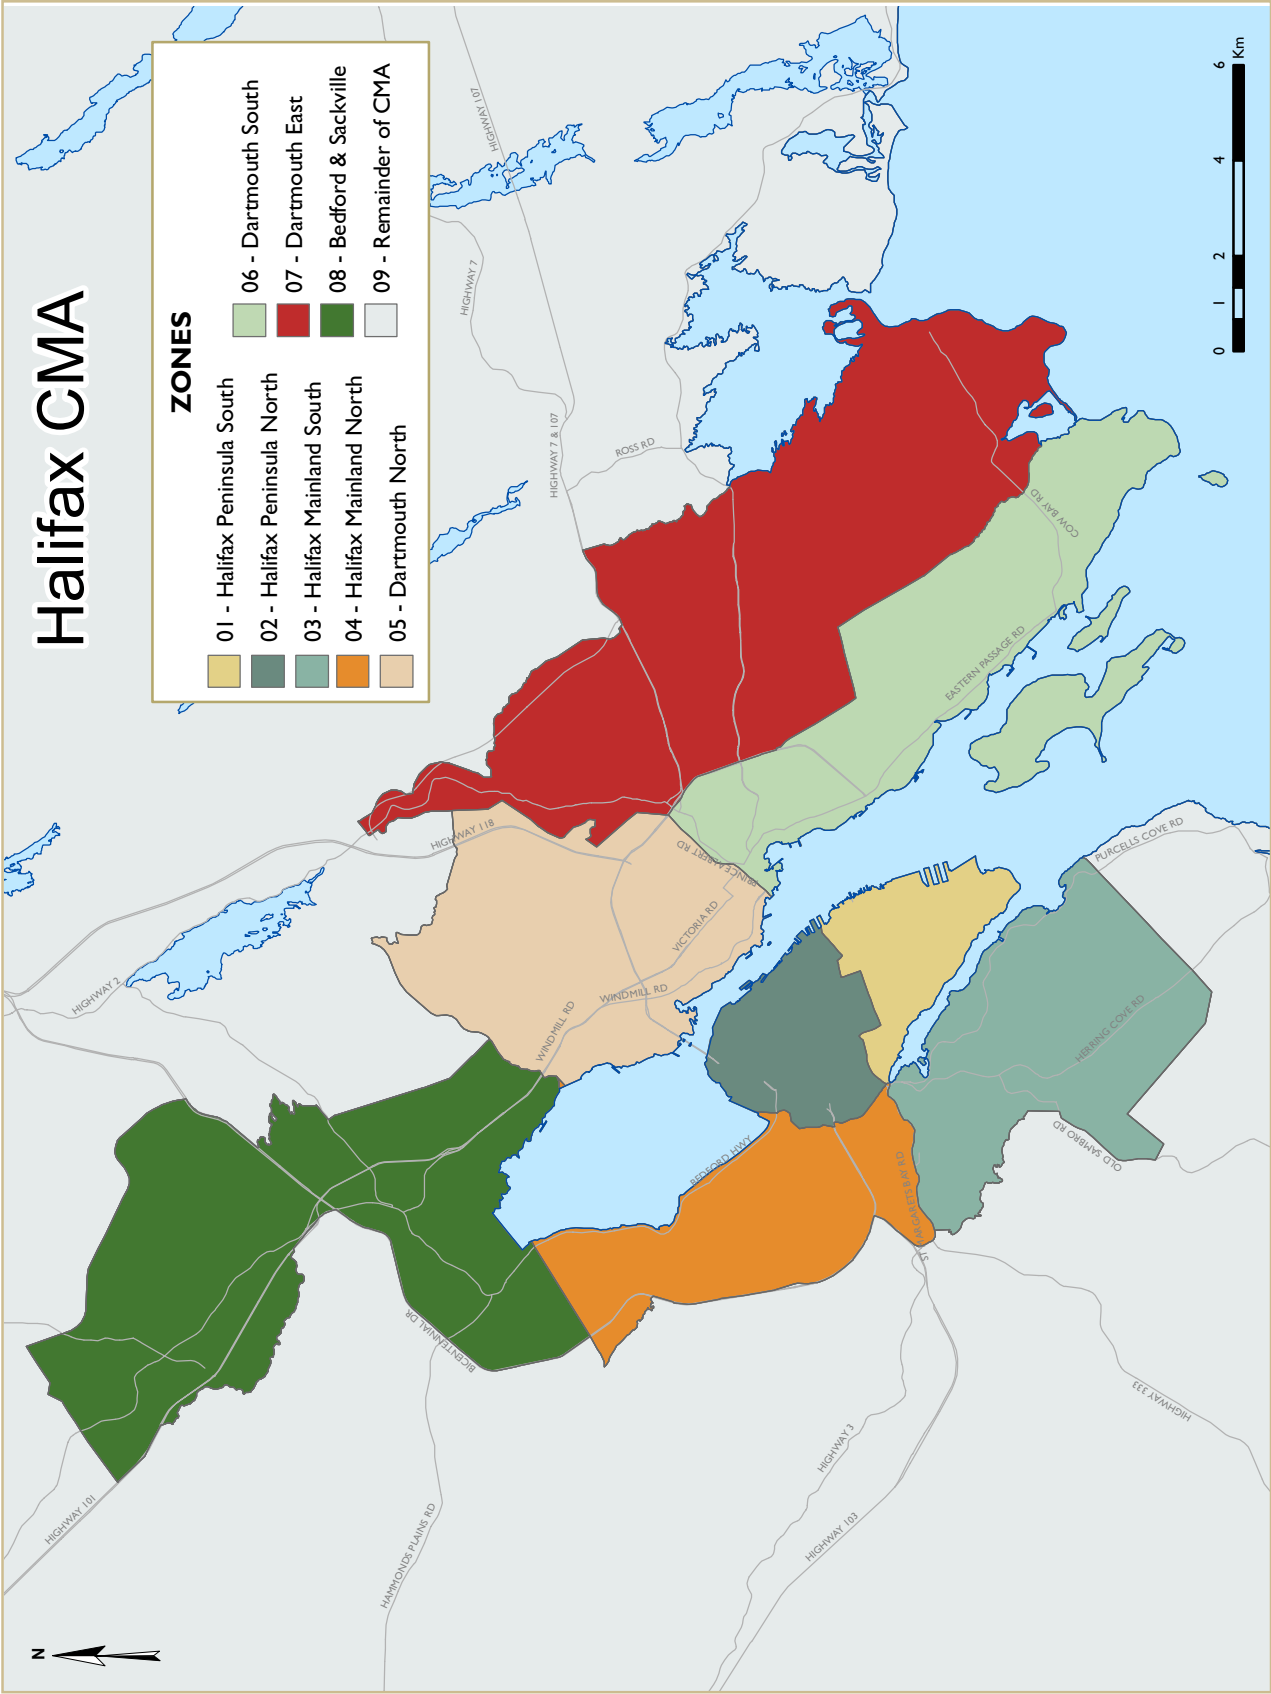 Halifax CMA
ZONES
01 - Halifax Peninsula South
02 - Halifax Peninsula North
03 - Halifax Mainland South
04 - Halifax Mainland North
05 - Dartmouth North
06 - Dartmouth South
07 - Dartmouth East
08 - Bedford & Sackville
09 - Remainder of CMA
N
HIGHWAY 101
HIGHWAY 2
HIGHWAY 118
HIGHWAY 7
HIGHWAY 107
HIGHWAY 7 & 107
ROSS RD
HAMMONDS PLAINS RD
BICENTENNIAL DR
WINDMILL RD
WINDMILL RD
VICTORIA RD
PRINCE ALBERT RD
BEDFORD HWY
EASTERN PASSAGE RD
COW BAY RD
ST MARGARETS BAY RD
HIGHWAY 3
HIGHWAY 103
HIGHWAY 333
OLD SAMBRO RD
HERRING COVE RD
PURCELLS COVE RD
0 1 2 4 6
Km